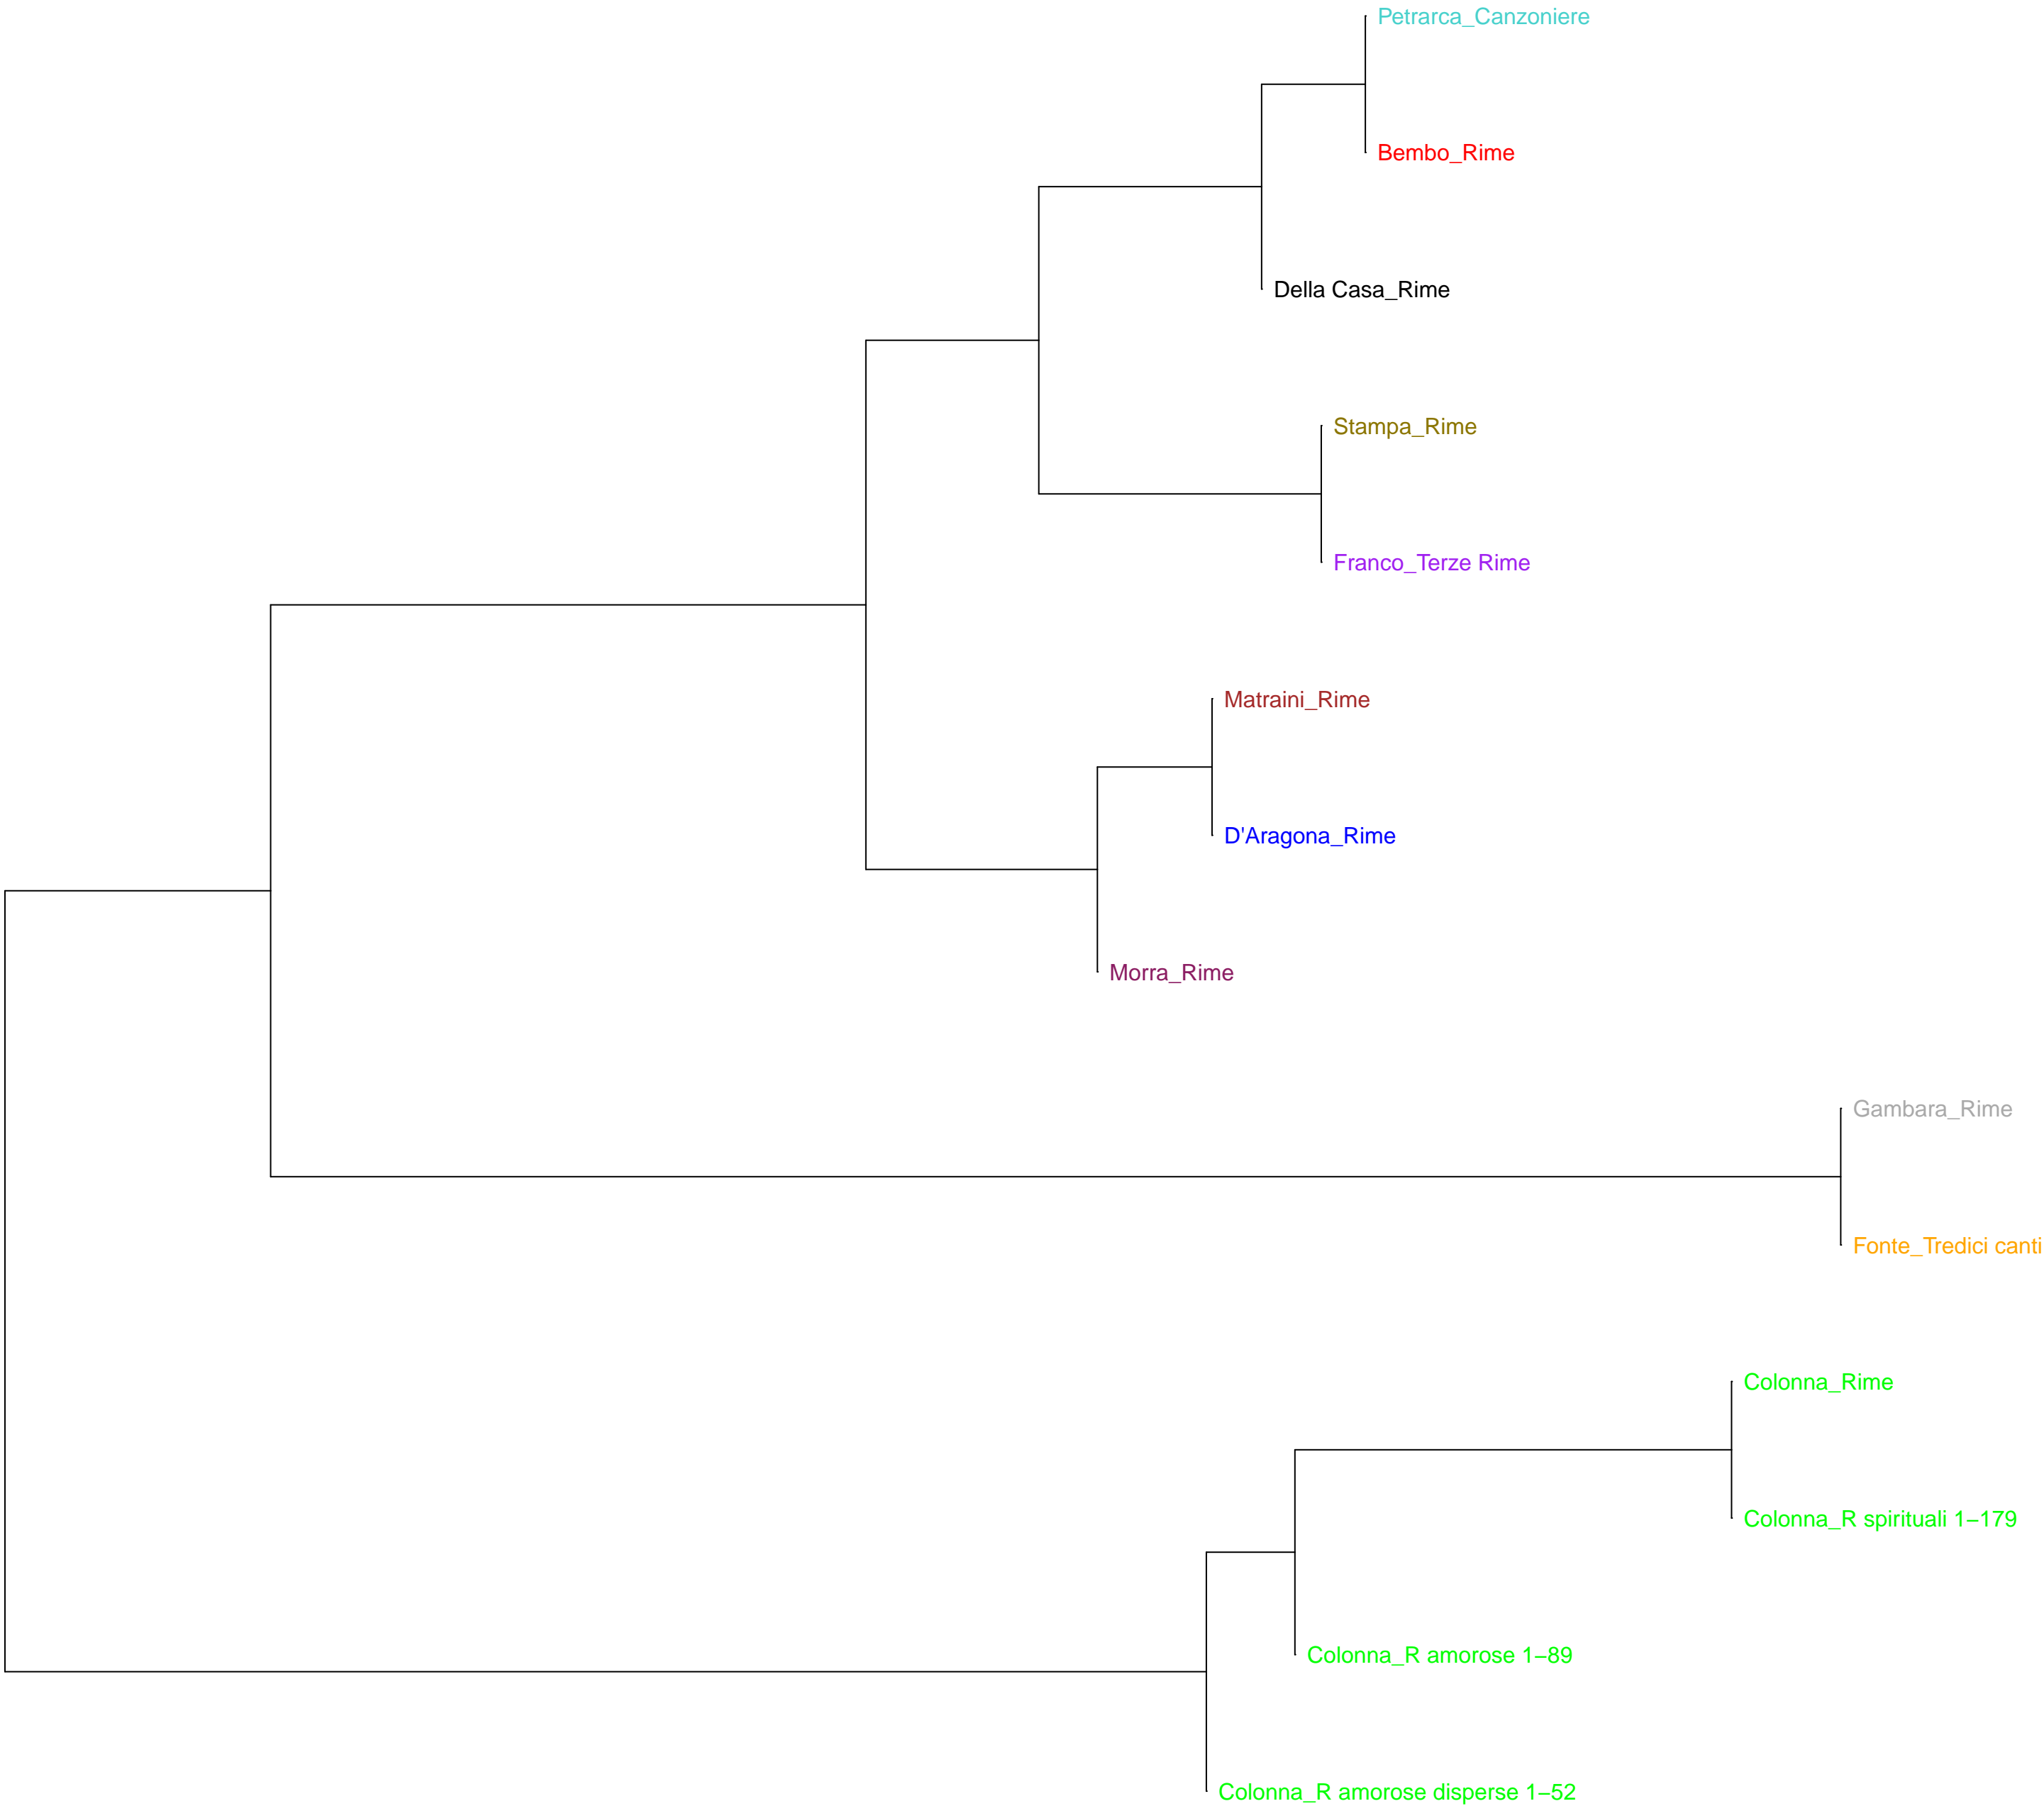 Petrarca_Canzoniere
Bembo_Rime
Della Casa_Rime
Stampa_Rime
Franco_Terze Rime
Matraini_Rime
D'Aragona_Rime
Morra_Rime
Gambara_Rime
Fonte_Tredici canti
Colonna_Rime
Colonna_R spirituali 1–179
Colonna_R amorose 1–89
Colonna_R amorose disperse 1–52